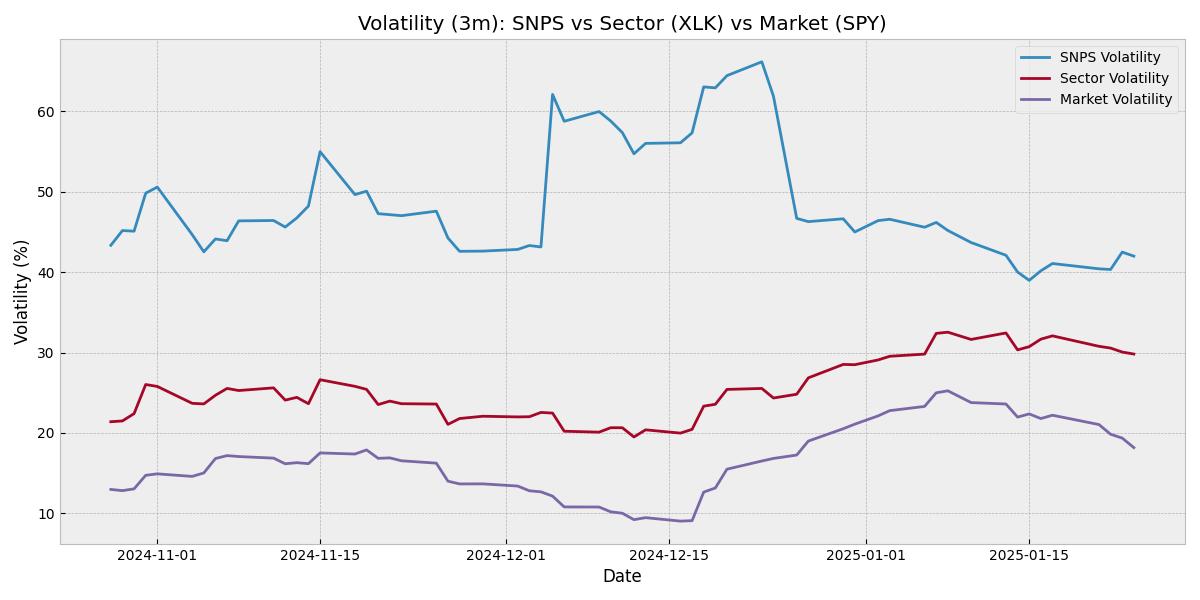 Volatility (3m): SNPS vs Sector (XLK) vs Market (SPY)
SNPS Volatility
Sector Volatility
Market Volatility
Volatility (%)
60
50
40
30
20
10
2024-11-01
2024-11-15
2024-12-01
2024-12-15
2025-01-01
2025-01-15
Date